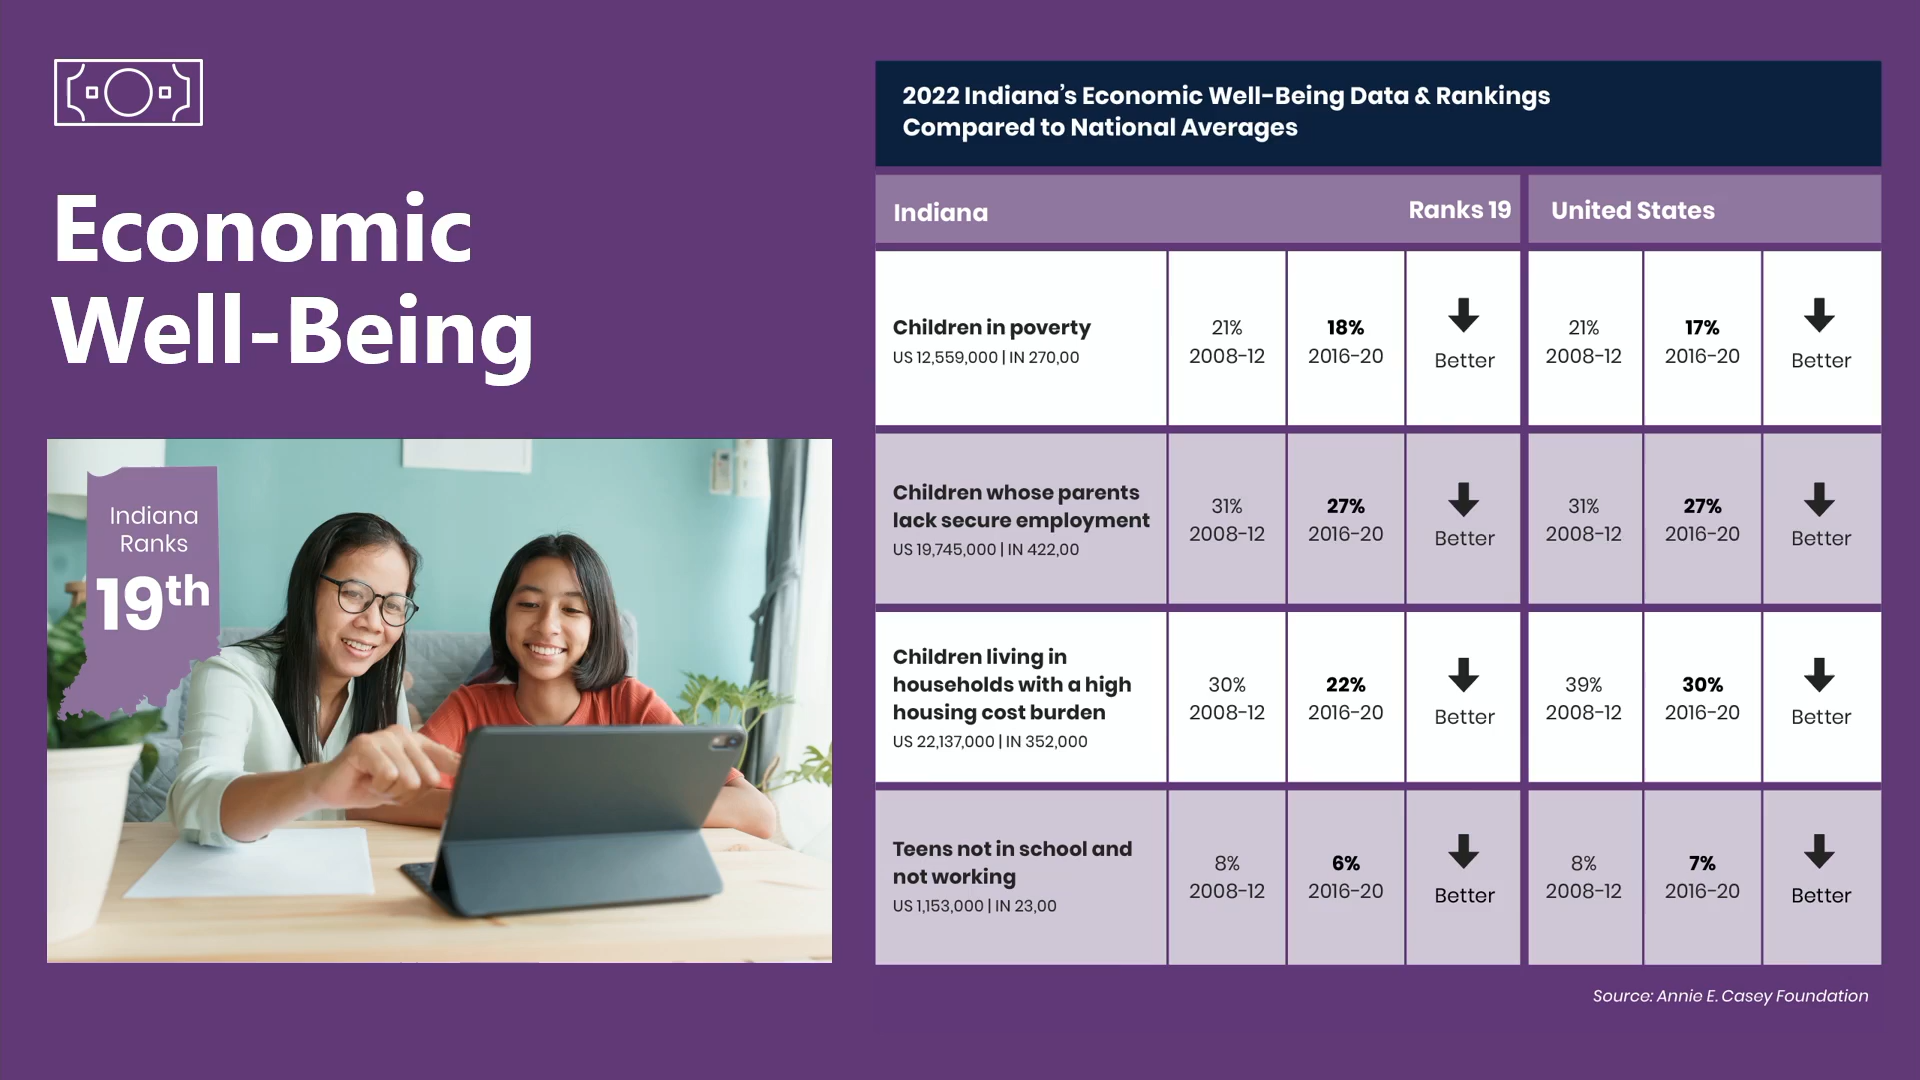 Economic
Well-Being
Indiana
Ranks
19th
2022 Indiana's Economic Well-Being Data & Rankings
Compared to National Averages
Indiana Ranks 19 United States
Children in poverty
US 12,559,000 | IN 270,00
21%
2008-12
18%
2016-20
Better
21%
2008-12
17%
2016-20
Better
Children whose parents
lack secure employment
US 19,745,000 | IN 422,00
31%
2008-12
27%
2016-20
Better
31%
2008-12
27%
2016-20
Better
Children living in
households with a high
housing cost burden
US 22,137,000 | IN 352,000
30%
2008-12
22%
2016-20
Better
39%
2008-12
30%
2016-20
Better
Teens not in school and
not working
US 1,153,000 | IN 23,00
8%
2008-12
6%
2016-20
Better
8%
2008-12
7%
2016-20
Better
Source: Annie E. Casey Foundation